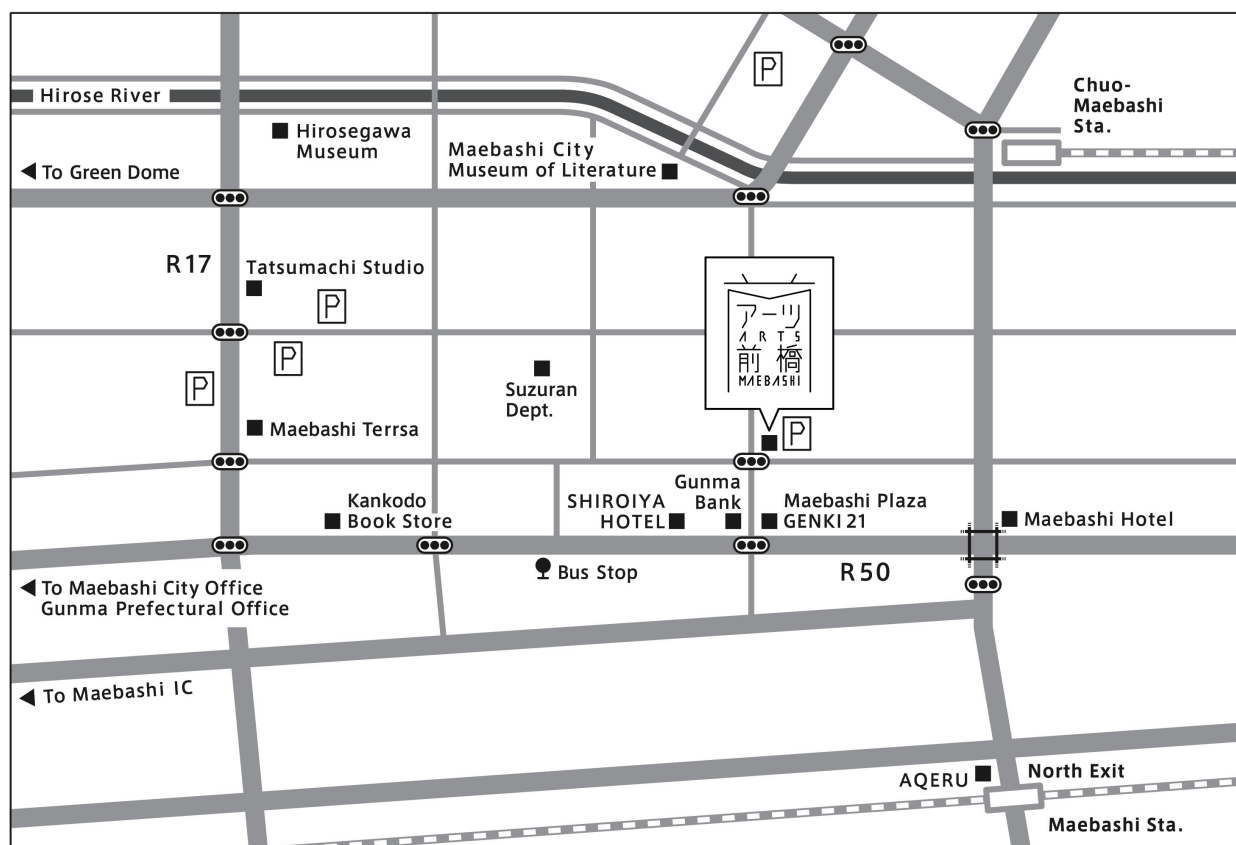 P
Chuo-
Maebashi
Sta.
Hirose River
Hirosegawa
Museum
Maebashi City
Museum of Literature
To Green Dome
R17
Tatsumachi Studio
P
アーツ
ARTS
前橋
MAEBASHI
P
P
Suzuran
Dept.
Maebashi Terrsa
P
Kankodo
Book Store
SHIROIYA
HOTEL
Gunma
Bank
Maebashi Plaza
GENKI 21
Maebashi Hotel
Bus Stop
R50
To Maebashi City Office
Gunma Prefectural Office
To Maebashi IC
AQERU
North Exit
Maebashi Sta.